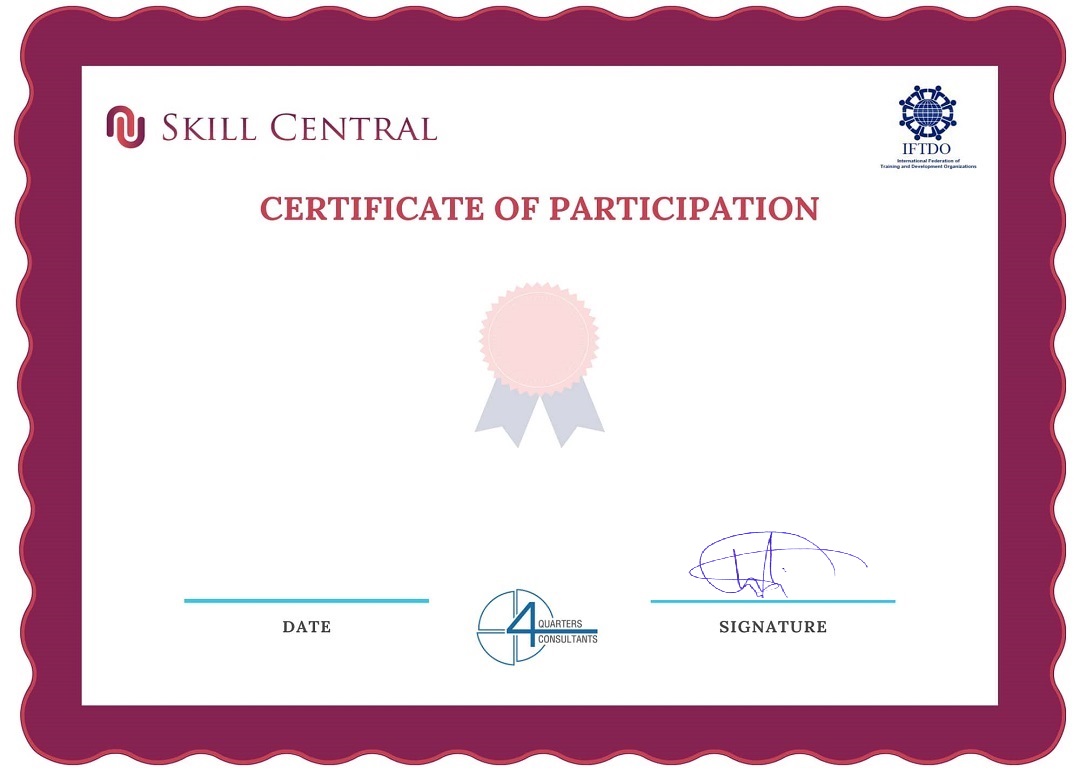 SKILL CENTRAL
IFTDO
International Federation of
Training and Development Organizations
CERTIFICATE OF PARTICIPATION
DATE
4 QUARTERS
CONSULTANTS
SIGNATURE